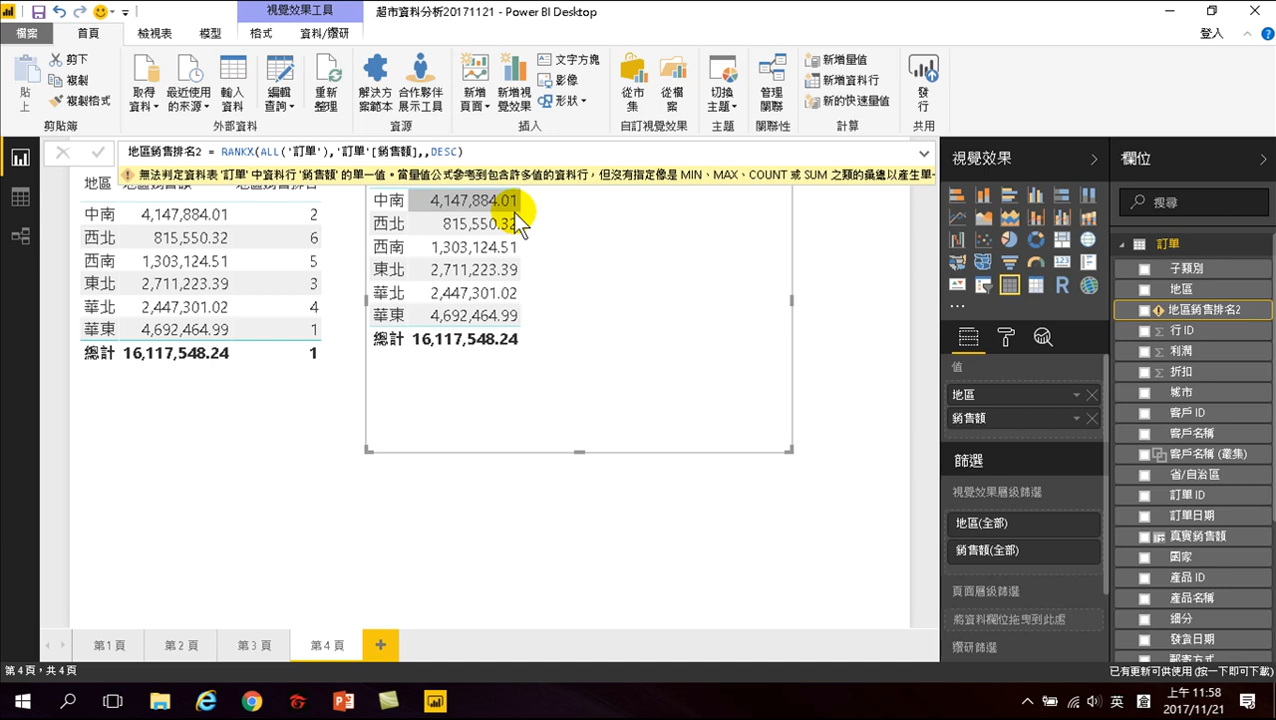 視覺效果工具
超市資料分析20171121 - Power BI Desktop
檔案
首頁
檢視表
模型
格式
資料/鑽研
登入
貼上
剪下
複製
複製格式
剪貼簿
取得資料
最近使用的來源
輸入資料
外部資料
編輯查詢
重新整理
解決方案範本
合作夥伴展示工具
資源
新增頁面
新增視覺效果
文字方塊
影像
形狀
插入
從市集
從檔案
自訂視覺效果
切換主題
主題
管理關聯
關聯性
新增量值
新增資料行
新的快速量值
計算
發行
共用
地區銷售排名2 = RANKX(ALL('訂單'),'訂單'[銷售額],,DESC)
無法判定資料表 '訂單' 中資料行 '銷售額' 的單一值。當量值公式參考到包含許多值的資料行，但沒有指定像是 MIN、MAX、COUNT 或 SUM 之類的彙總以產生單一
地區
中南 4,147,884.01 2
西北 815,550.32 6
西南 1,303,124.51 5
東北 2,711,223.39 3
華北 2,447,301.02 4
華東 4,692,464.99 1
總計 16,117,548.24 1
中南 4,147,884.01
西北 815,550.32
西南 1,303,124.51
東北 2,711,223.39
華北 2,447,301.02
華東 4,692,464.99
總計 16,117,548.24
視覺效果
R
值
地區
銷售額
篩選
視覺效果層級篩選
地區(全部)
銷售額(全部)
頁面層級篩選
將資料欄位拖曳到此處
鑽研篩選
欄位
搜尋
訂單
子類別
地區
地區銷售排名2
行 ID
利潤
折扣
城市
客戶 ID
客戶名稱
客戶名稱 (叢集)
省/自治區
訂單 ID
訂單日期
真實銷售額
國家
產品 ID
產品名稱
細分
發貨日期
郵寄方式
第1 頁
第2 頁
第3 頁
第4 頁
第 4 頁，共 4 頁
已有更新可供使用 (按一下即可下載)
英
上午 11:58
2017/11/21